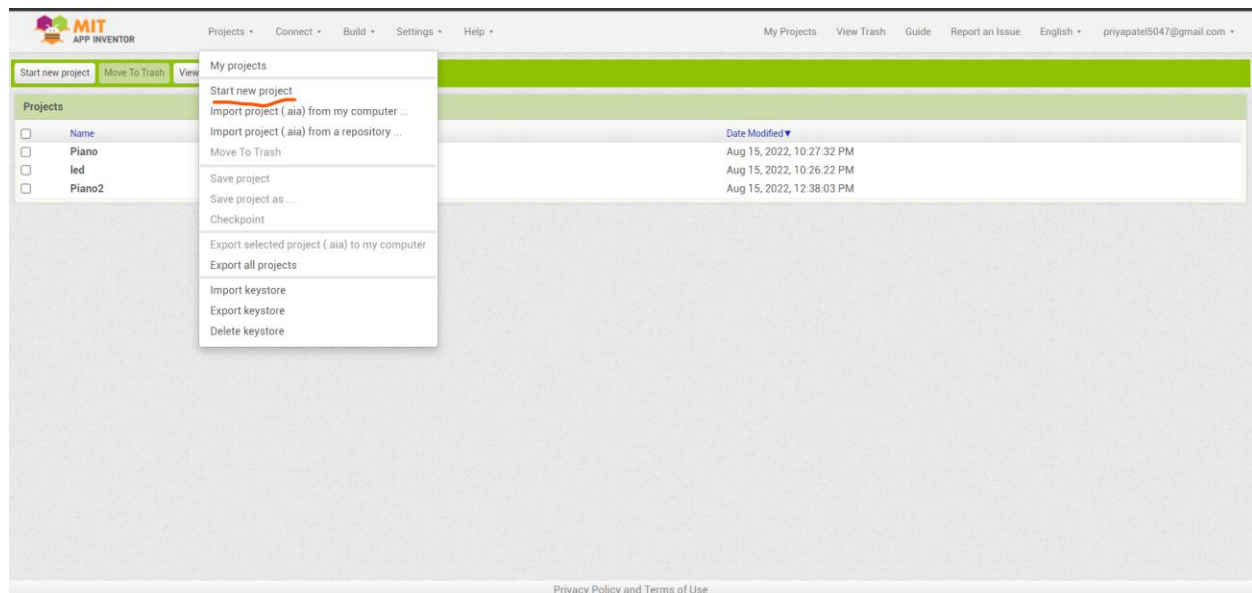 MIT
APP INVENTOR
Projects Connect Build Settings Help My Projects View Trash Guide Report an Issue English priyapatel5047@gmail.com
Start new project Move To Trash View
My projects
Start new project
Import project (.aia) from my computer ...
Import project (.aia) from a repository ...
Move To Trash
Save project
Save project as ...
Checkpoint
Export selected project (.aia) to my computer
Export all projects
Import keystore
Export keystore
Delete keystore
Projects
Name Date Modified▼
Piano Aug 15, 2022, 10:27:32 PM
led Aug 15, 2022, 10:26:22 PM
Piano2 Aug 15, 2022, 12:38:03 PM
Privacy Policy and Terms of Use